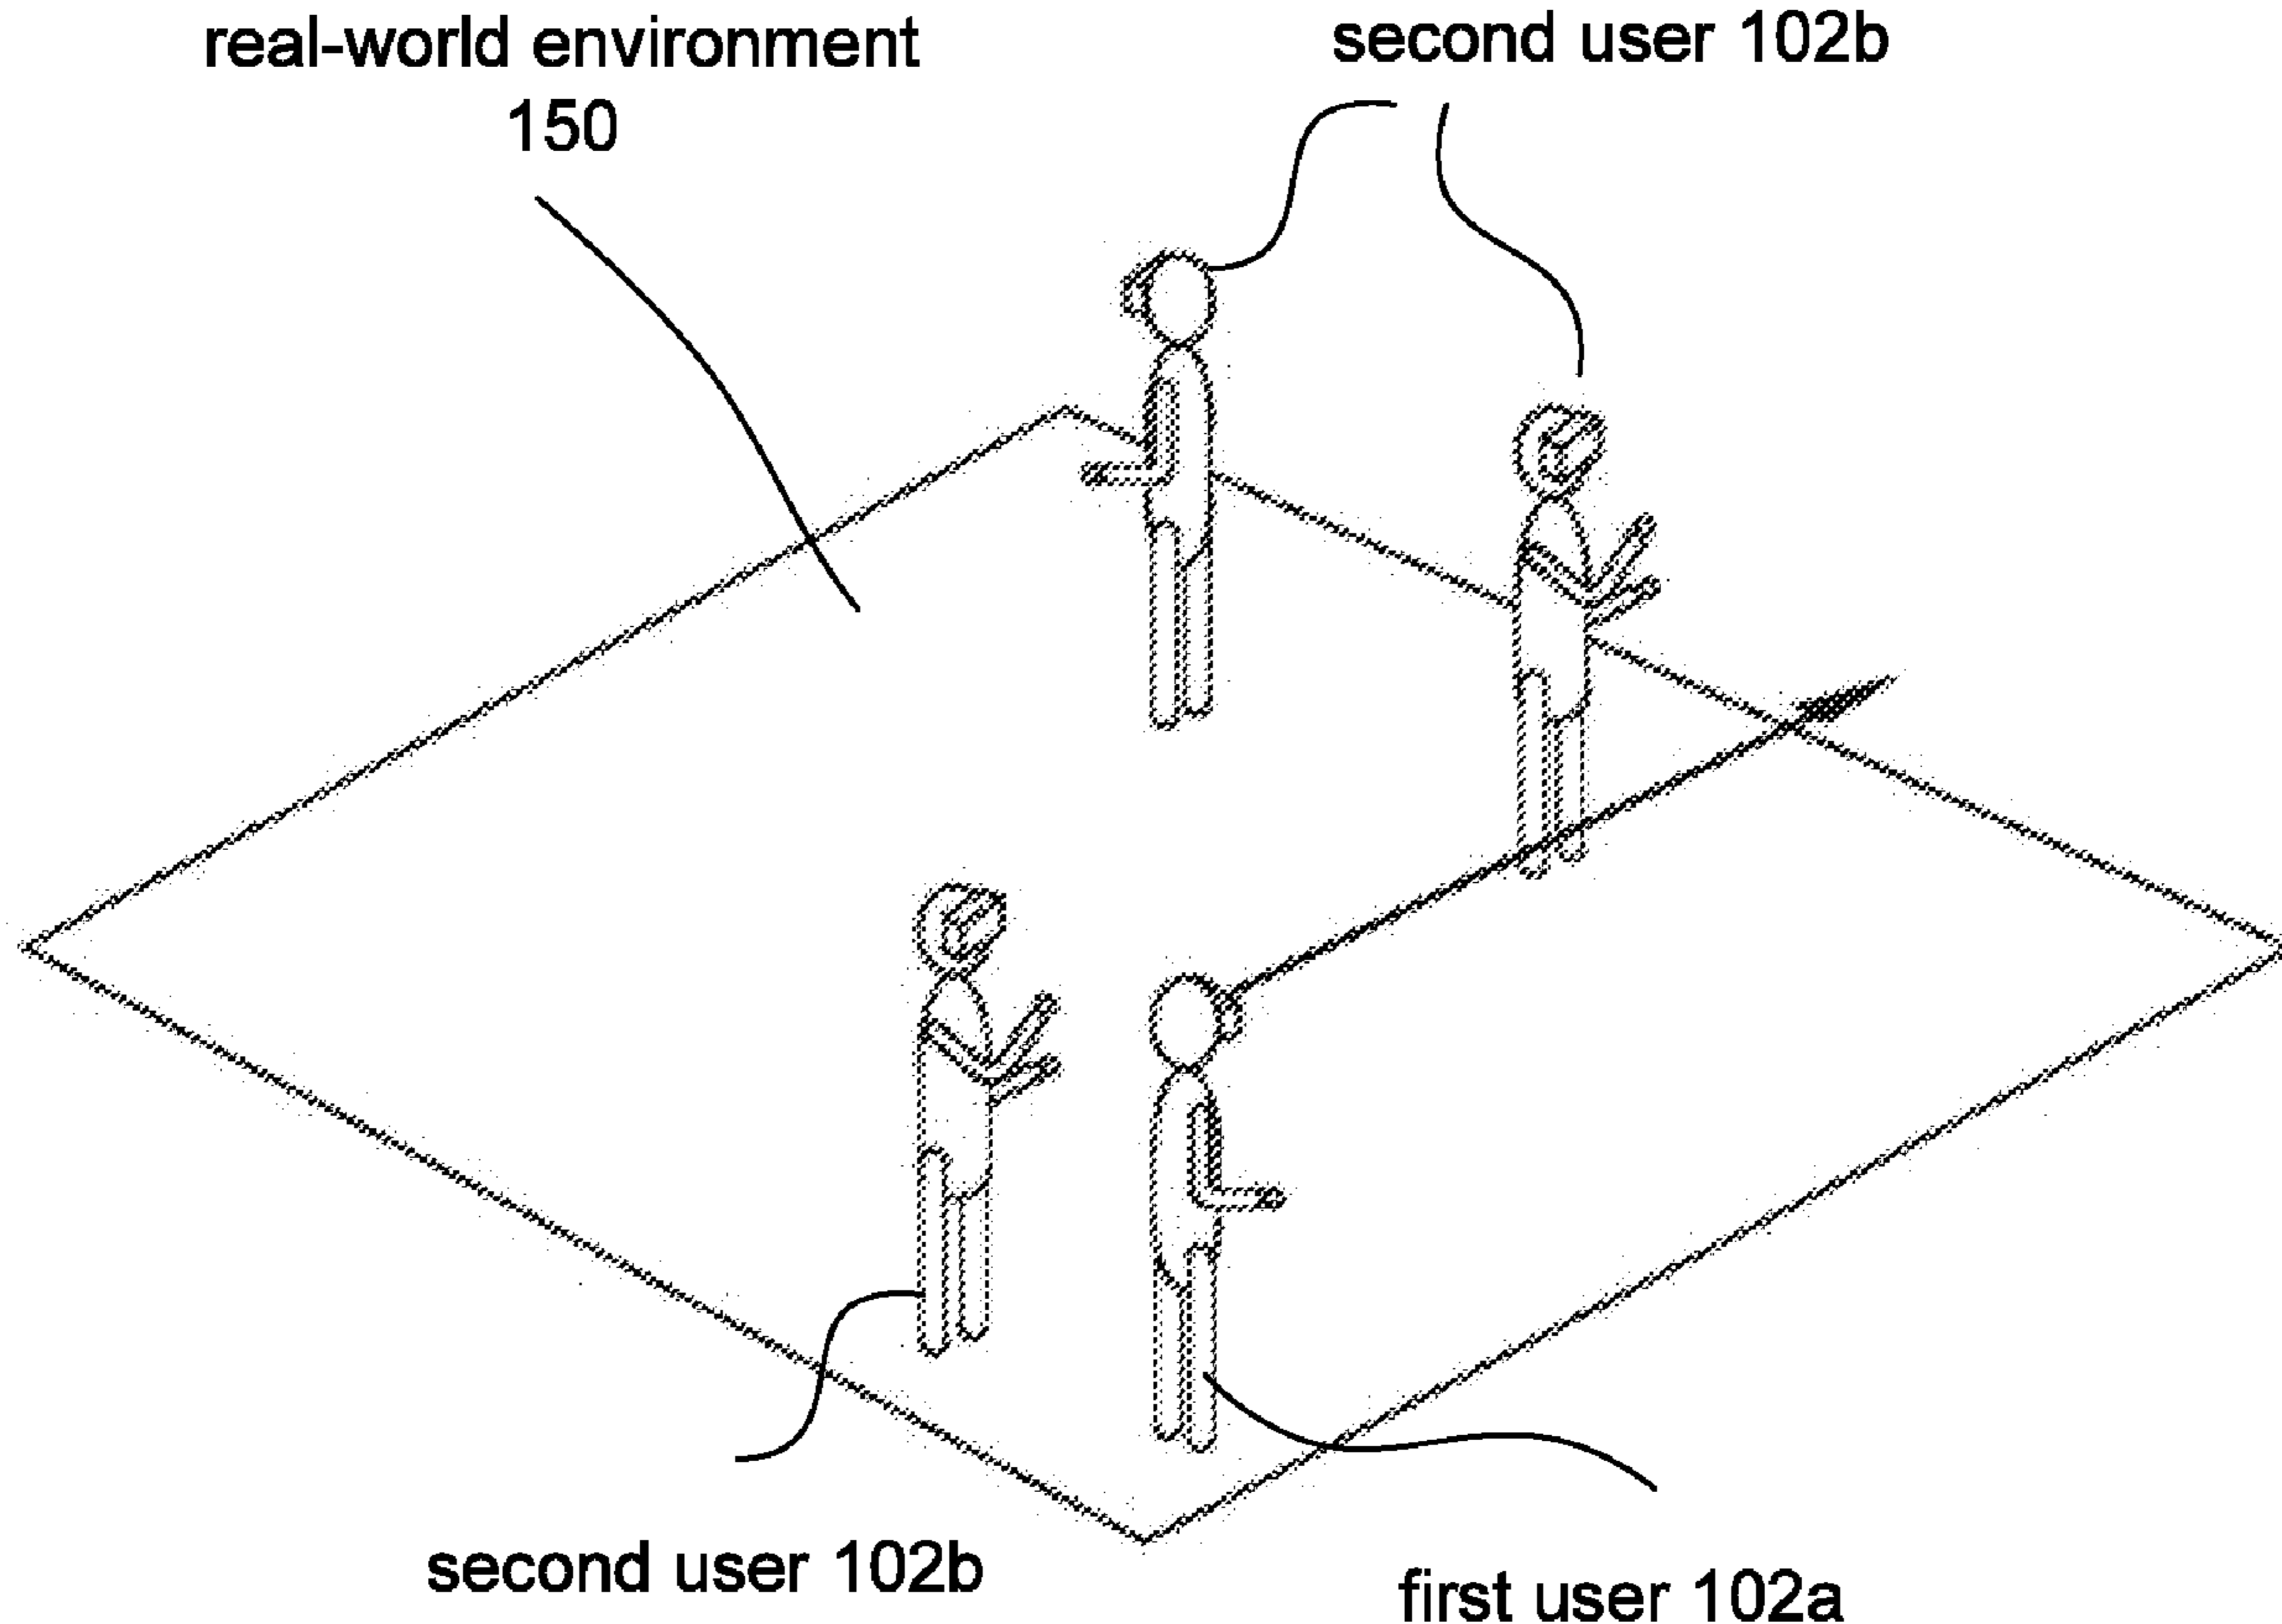 real-world environment
150
second user 102b
second user 102b
first user 102a